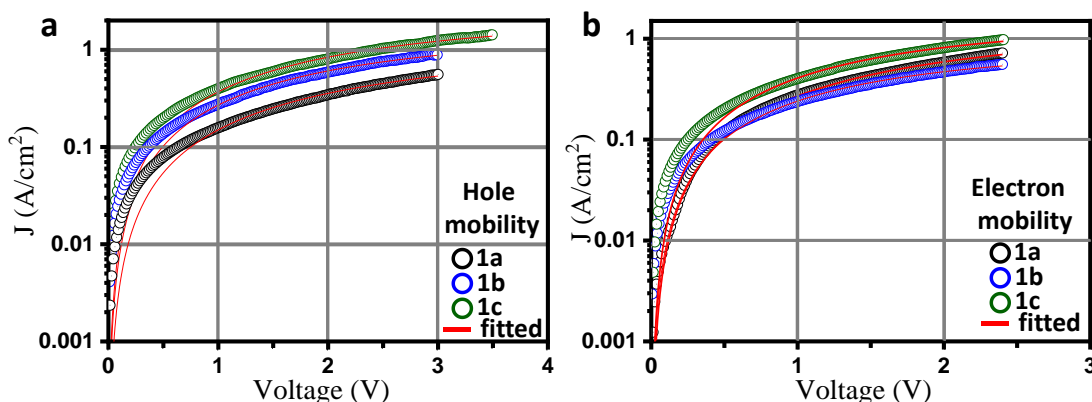 a
J (A/cm²)
1
0.1
0.01
0.001
0
1
2
3
4
Voltage (V)
Hole
mobility
1a
1b
1c
fitted
b
J (A/cm²)
1
0.1
0.01
0.001
0
1
2
3
Voltage (V)
Electron
mobility
1a
1b
1c
fitted